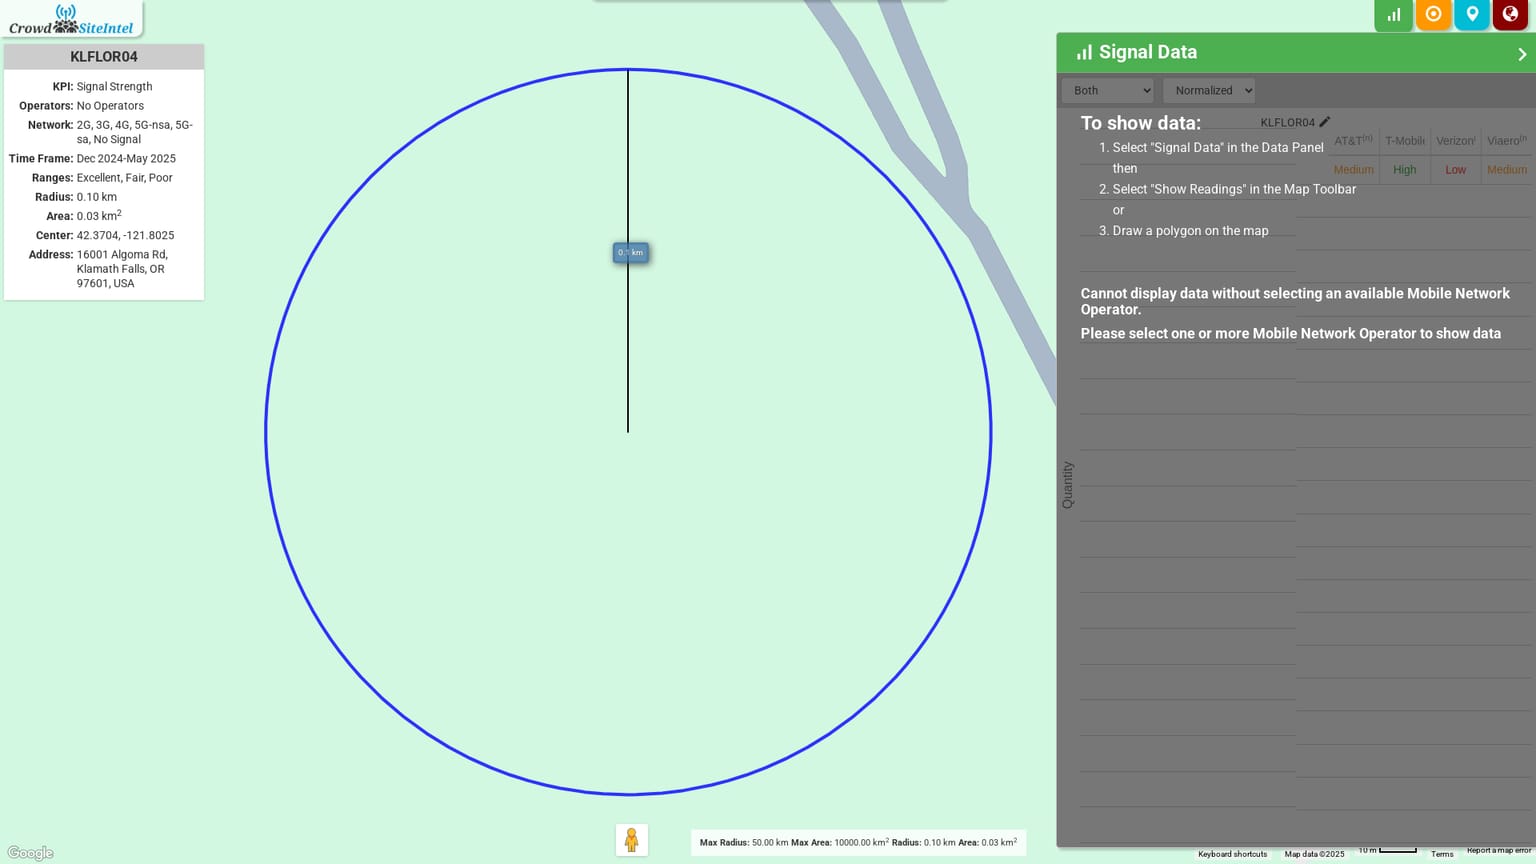 Crowd SiteIntel
KLFLOR04
KPI: Signal Strength
Operators: No Operators
Network: 2G, 3G, 4G, 5G-nsa, 5G-
sa, No Signal
Time Frame: Dec 2024-May 2025
Ranges: Excellent, Fair, Poor
Radius: 0.10 km
Area: 0.03 km²
Center: 42.3704, -121.8025
Address: 16001 Algoma Rd,
Klamath Falls, OR
97601, USA
0.1 km
Signal Data
Both Normalized
To show data:
KLFLOR04
AT&T(n) T-Mobile Verizon Viaero(n
Medium High Low Medium
1. Select "Signal Data" in the Data Panel
then
2. Select "Show Readings" in the Map Toolbar
or
3. Draw a polygon on the map
Cannot display data without selecting an available Mobile Network
Operator.
Please select one or more Mobile Network Operator to show data
Quantity
Max Radius: 50.00 km Max Area: 10000.00 km² Radius: 0.10 km Area: 0.03 km²
Google
Keyboard shortcuts Map data ©2025 10 m Terms Report a map error